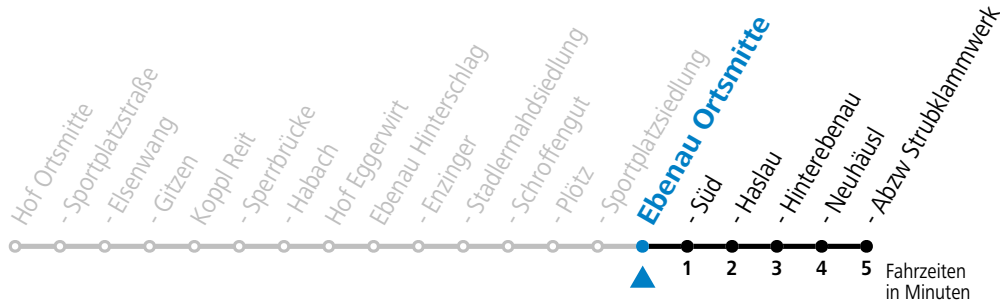 Hof Ortsmitte
- Sportplatzstraße
- Elsenwang
- Gitzen
Koppl Reit
- Sperrbrücke
- Habach
Hof Eggerwirt
Ebenau Hinterschlag
- Enzinger
- Stadlermahdsiedlung
- Schroffengut
- Plötz
- Sportplatzsiedlung
Ebenau Ortsmitte
- Süd
- Haslau
- Hinterebenau
- Neuhäusl
- Abzw Strubklammwerk
1 2 3 4 5 Fahrzeiten
in Minuten